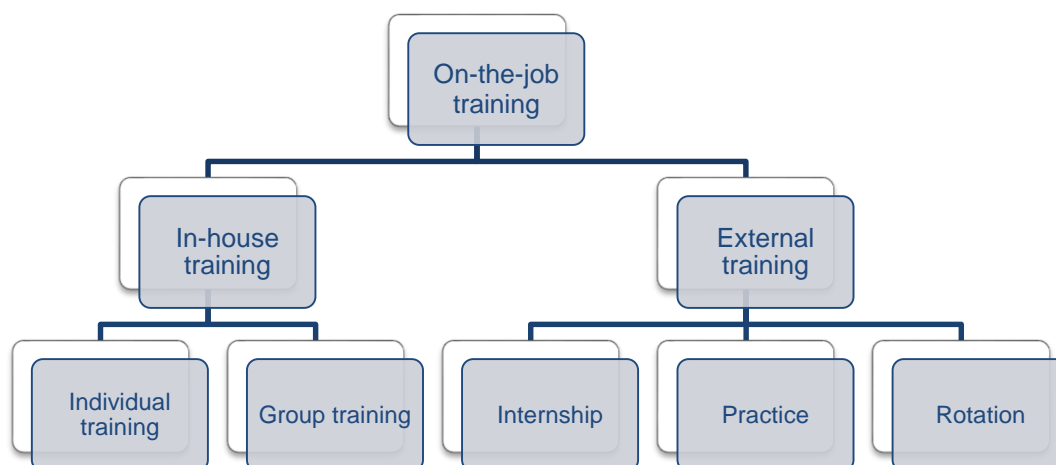 On-the-job
training
In-house
training
External
training
Individual
training
Group training
Internship
Practice
Rotation